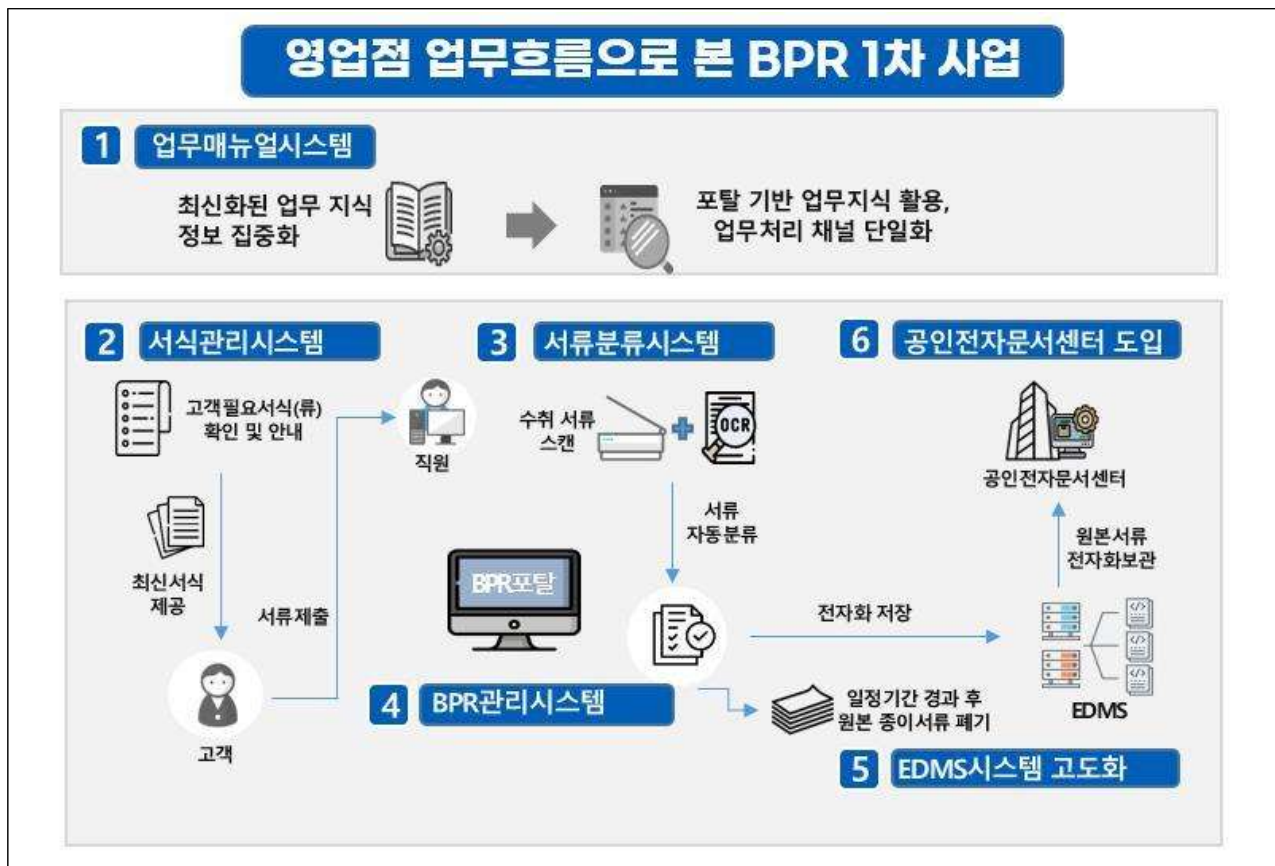 영업점 업무흐름으로 본 BPR 1차 사업
1 업무매뉴얼시스템
최신화된 업무 지식
정보 집중화
포탈 기반 업무지식 활용,
업무처리 채널 단일화
2 서식관리시스템
고객필요서식(류)
확인 및 안내
직원
최신서식
제공
서류제출
고객
3 서류분류시스템
수취 서류
스캔
OCR
서류
자동분류
BPR포탈
4 BPR관리시스템
전자화 저장
일정기간 경과 후
원본 종이서류 폐기
6 공인전자문서센터 도입
공인전자문서센터
원본서류
전자화보관
EDMS
5 EDMS시스템 고도화